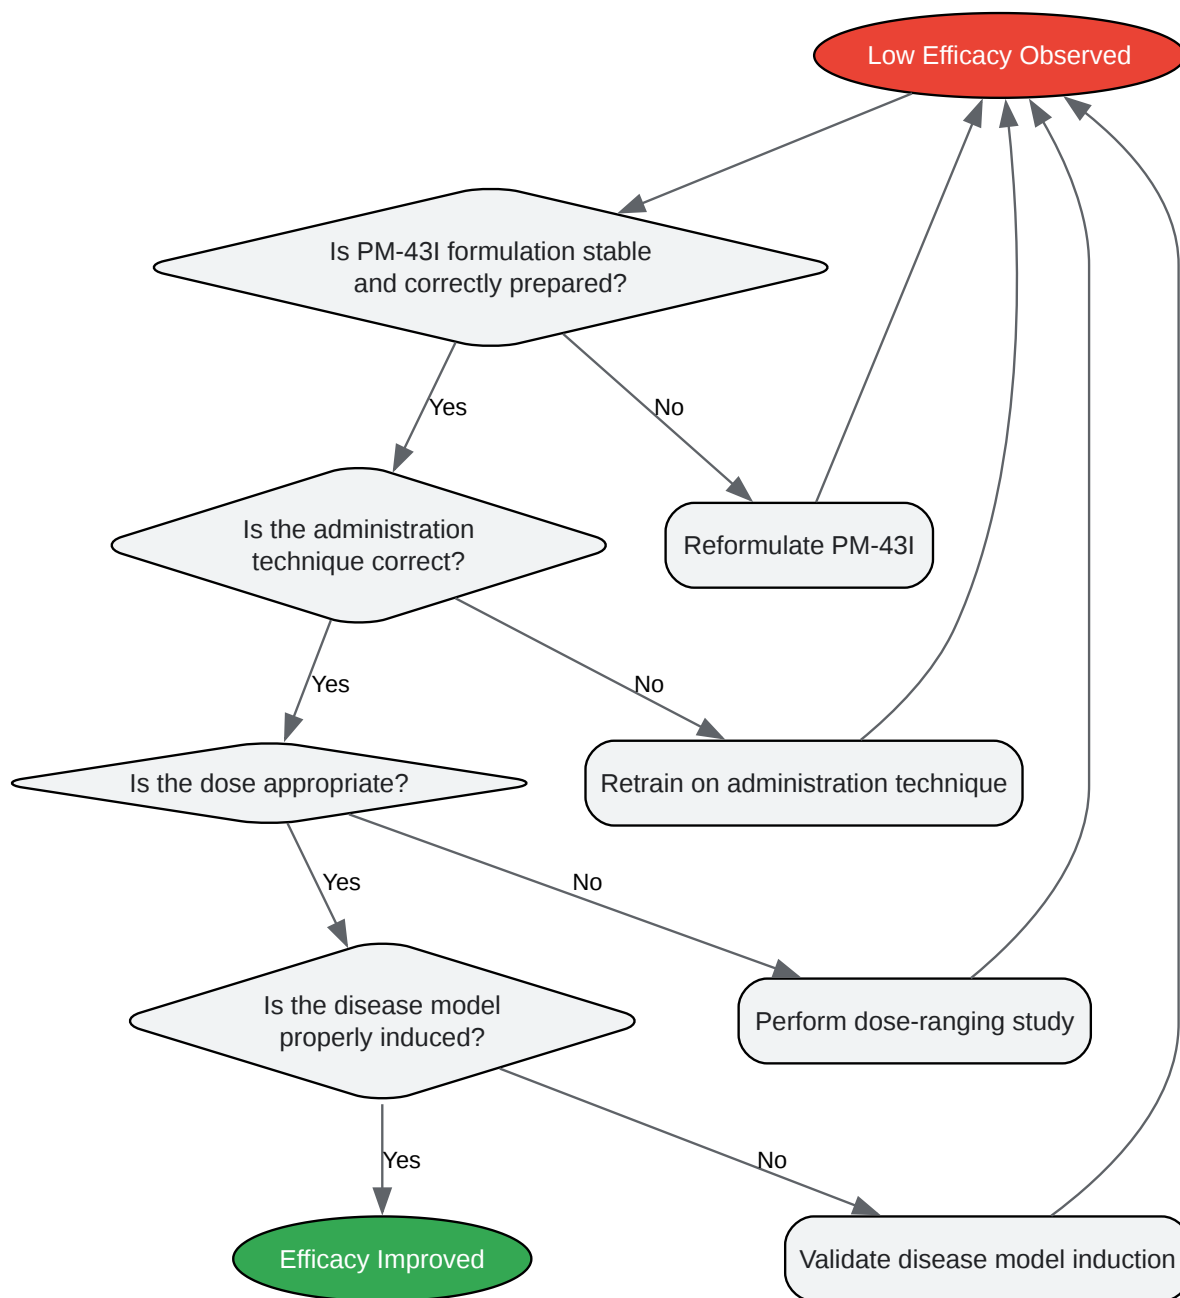 Low Efficacy Observed
Is PM-43I formulation stable
and correctly prepared?
Yes
No
Is the administration
technique correct?
Reformulate PM-43I
Yes
No
Is the dose appropriate?
Retrain on administration technique
Yes
No
Is the disease model
properly induced?
Perform dose-ranging study
Yes
No
Efficacy Improved
Validate disease model induction